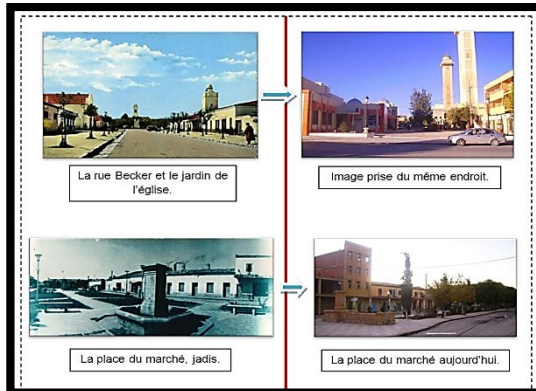 La rue Becker et le jardin de
l'église.
Image prise du même endroit.
La place du marché, jadis.
La place du marché aujourd'hui.